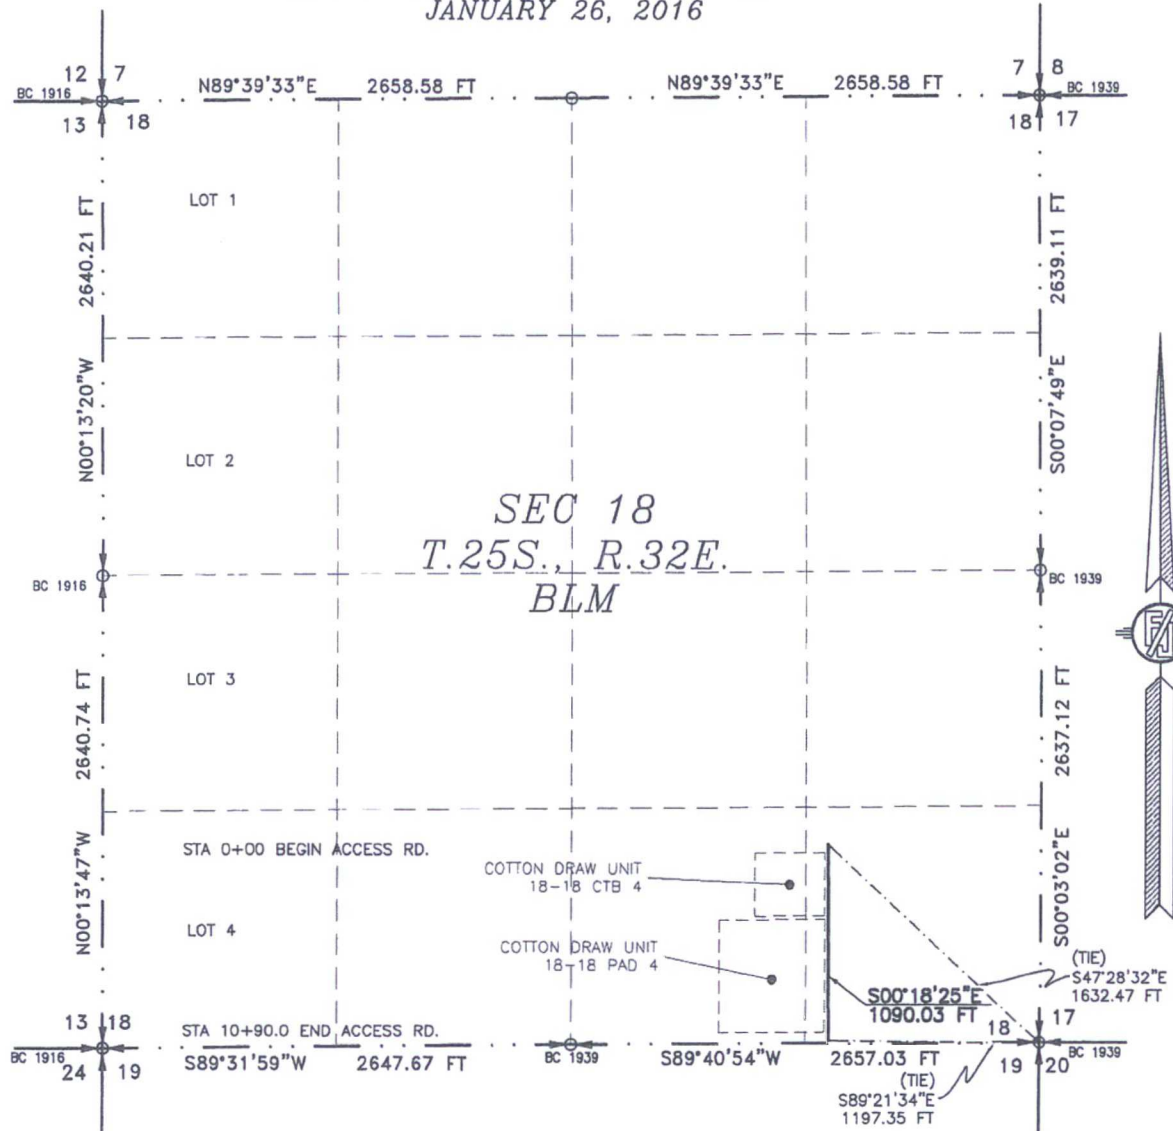 JANUARY 26, 2016
12 7
7 8
BC 1916
N89°39'33"E 2658.58 FT
N89°39'33"E 2658.58 FT
BC 1939
13 18
18 17
LOT 1
2640.21 FT
2639.11 FT
N00°13'20"W
S00°07'49"E
LOT 2
SEC 18
T.25S., R.32E.
BLM
BC 1916
BC 1939
LOT 3
2640.74 FT
2637.12 FT
N00°13'47"W
S00°03'02"E
STA 0+00 BEGIN ACCESS RD.
COTTON DRAW UNIT
18-18 CTB 4
LOT 4
COTTON DRAW UNIT
18-18 PAD 4
(TIE)
S47°28'32"E
1632.47 FT
S00°18'25"E
1090.03 FT
13 18
STA 10+90.0 END ACCESS RD.
18 17
BC 1916
S89°31'59"W 2647.67 FT
BC 1939
S89°40'54"W 2657.03 FT
BC 1939
24 19
19 20
(TIE)
S89°21'34"E
1197.35 FT